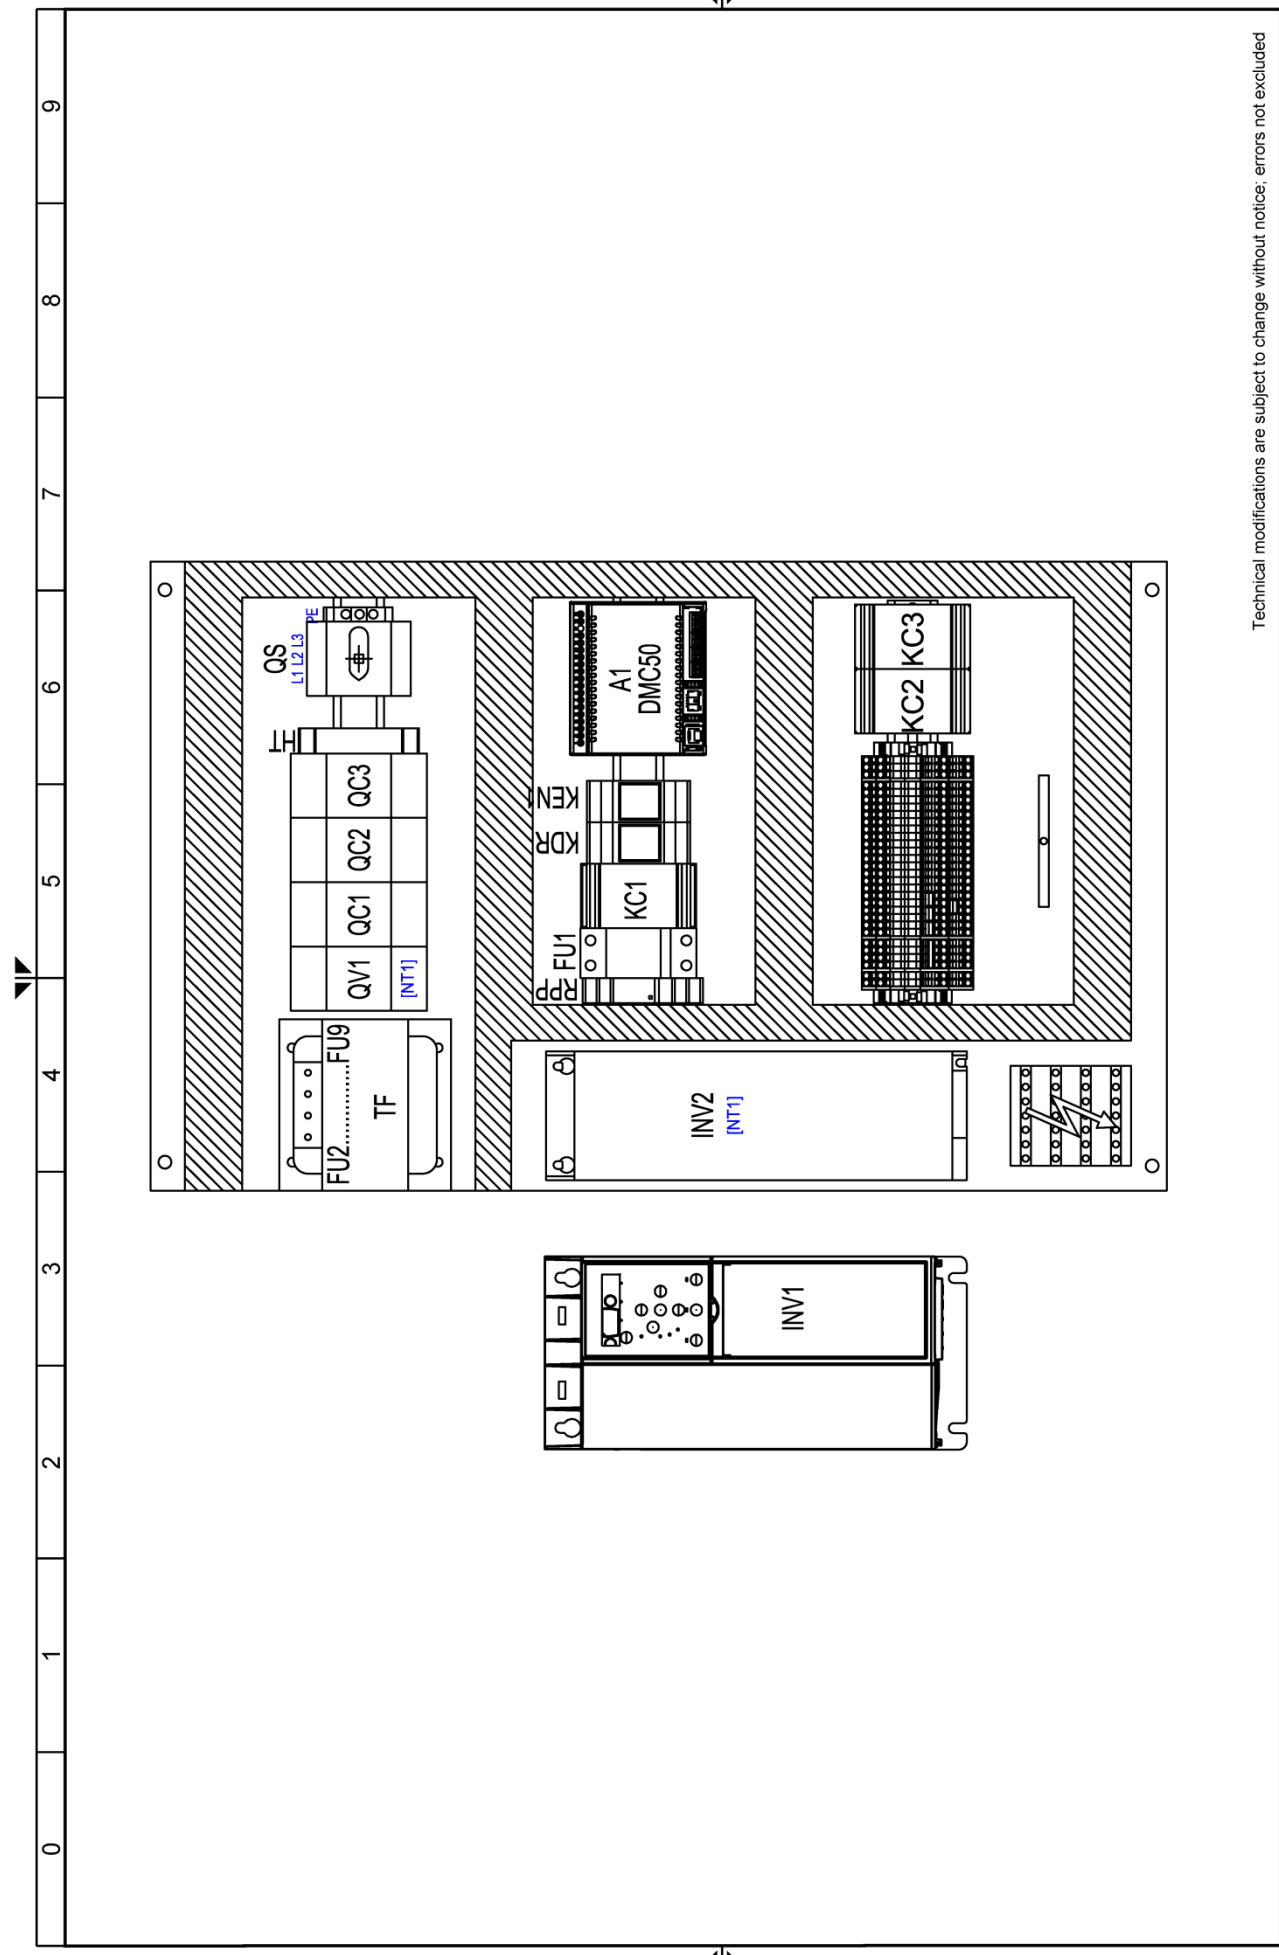 0 1 2 3 4 5 6 7 8 9
QS
L1 L2 L3 PE
TH
FU2 FU9
TF
QV1 QC1 QC2 QC3
[NT1]
RPP FU1 KDR KEN
KC1
A1
DMC50
INV1
INV2
[NT1]
KC2 KC3
Technical modifications are subject to change without notice; errors not excluded